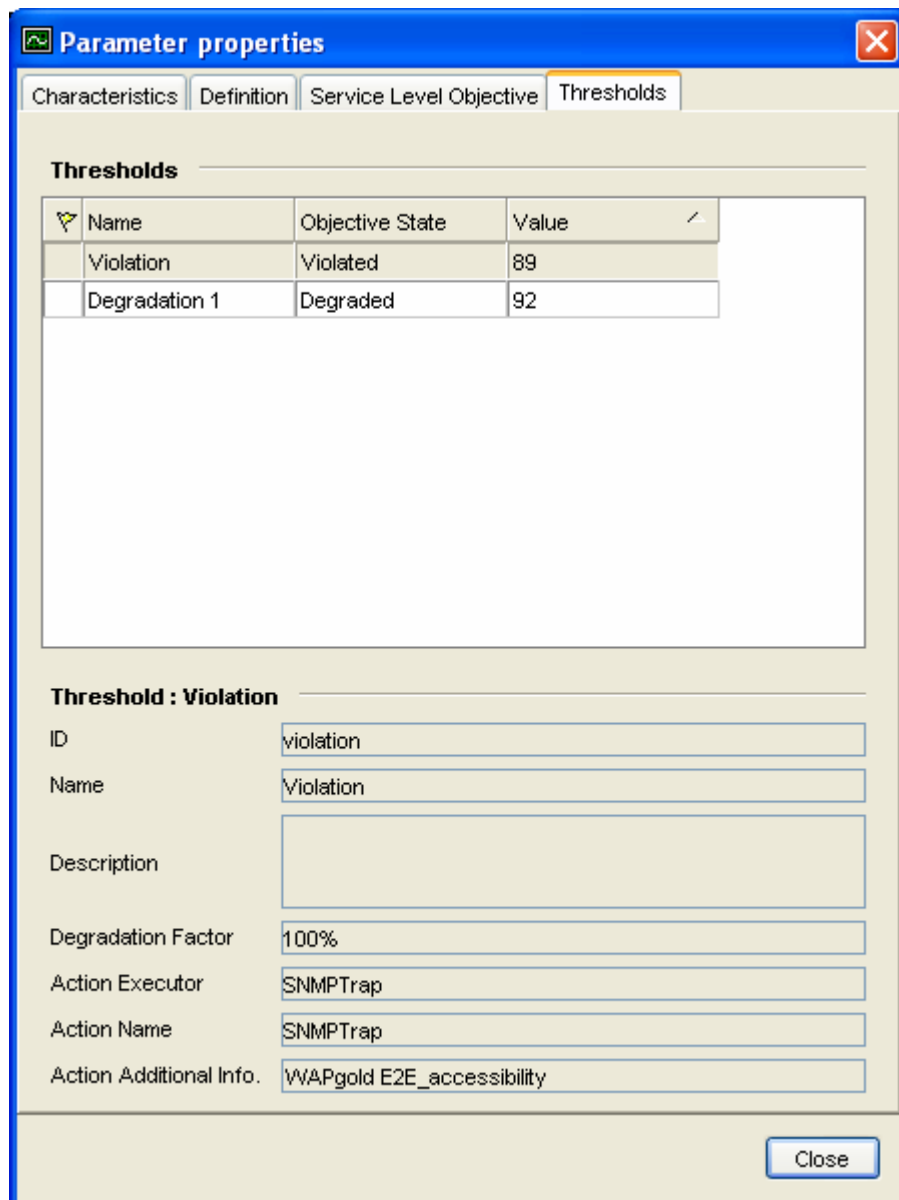 Parameter properties
Characteristics Definition Service Level Objective Thresholds
Thresholds
Name Objective State Value
Violation Violated 89
Degradation 1 Degraded 92
Threshold : Violation
ID violation
Name Violation
Description
Degradation Factor 100%
Action Executor SNMPTrap
Action Name SNMPTrap
Action Additional Info. WAPgold E2E_accessibility
Close